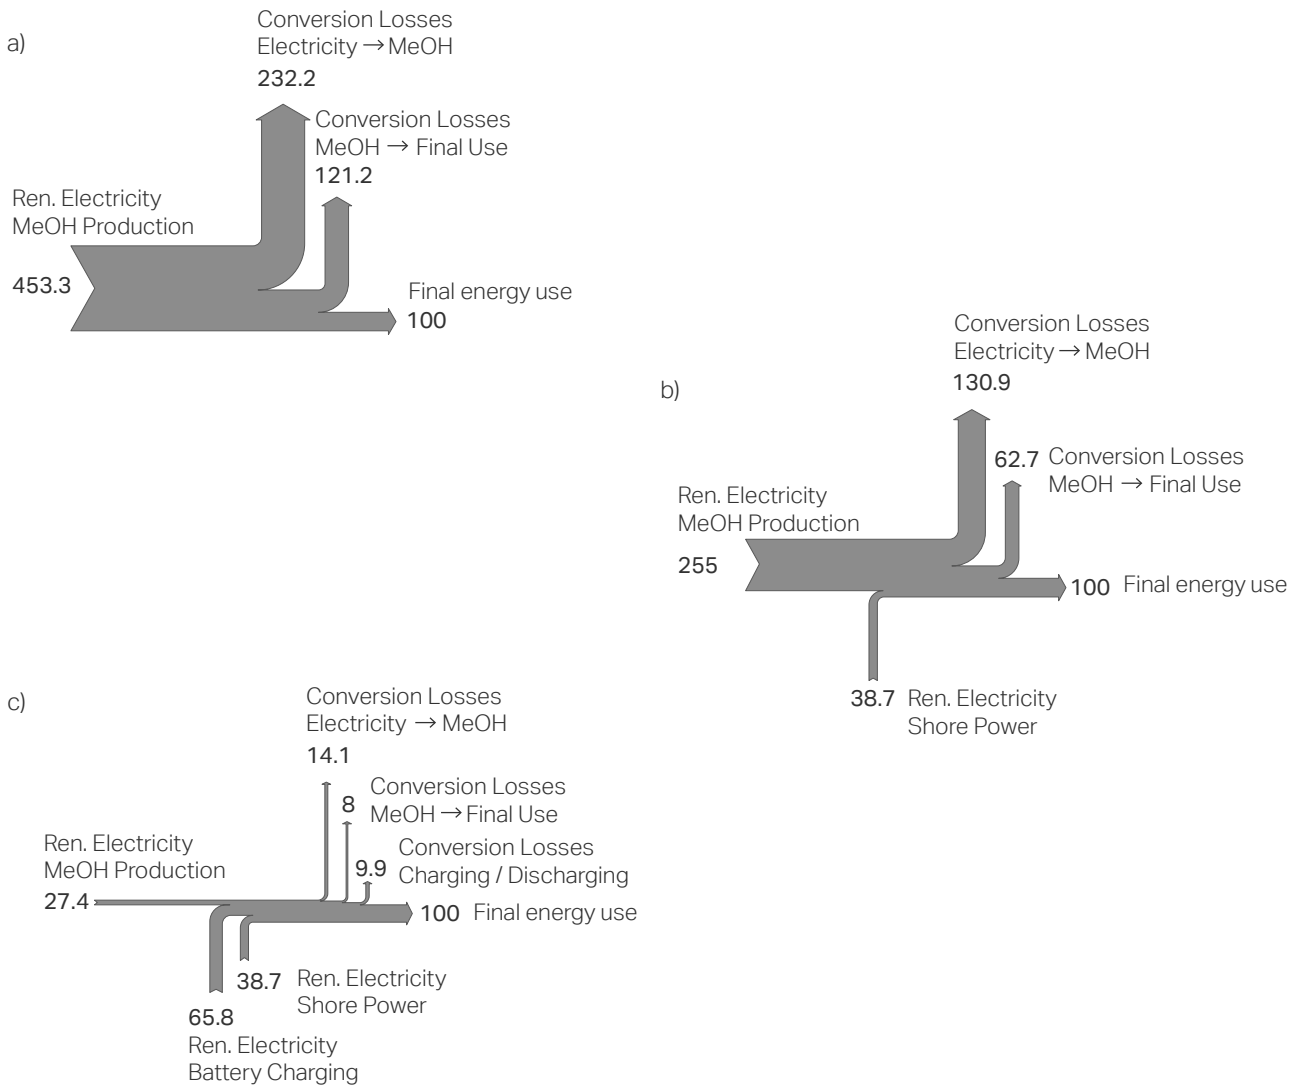 a)
Conversion Losses
Electricity → MeOH
232.2
Conversion Losses
MeOH → Final Use
121.2
Ren. Electricity
MeOH Production
453.3
Final energy use
100
b)
Conversion Losses
Electricity → MeOH
130.9
62.7 Conversion Losses
MeOH → Final Use
Ren. Electricity
MeOH Production
255
100 Final energy use
38.7 Ren. Electricity
Shore Power
c)
Conversion Losses
Electricity → MeOH
14.1
Conversion Losses
8 MeOH → Final Use
Ren. Electricity
MeOH Production
27.4
Conversion Losses
9.9 Charging / Discharging
100 Final energy use
38.7 Ren. Electricity
Shore Power
65.8
Ren. Electricity
Battery Charging